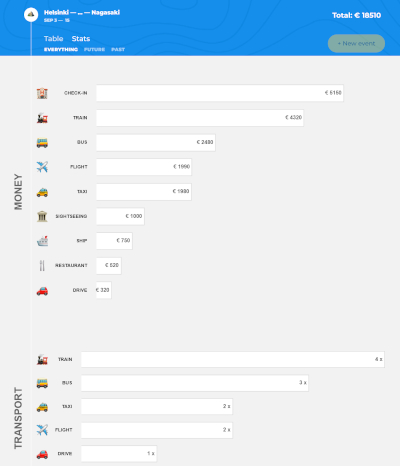 Helsinki — ... — Nagasaki
SEP 3 — 15
Total: € 18510
Table Stats
EVERYTHING FUTURE PAST
+ New event
MONEY
CHECK-IN € 5150
TRAIN € 4320
BUS € 2480
FLIGHT € 1990
TAXI € 1980
SIGHTSEEING € 1000
SHIP € 750
RESTAURANT € 520
DRIVE € 320
TRANSPORT
TRAIN 4 x
BUS 3 x
TAXI 2 x
FLIGHT 2 x
DRIVE 1 x